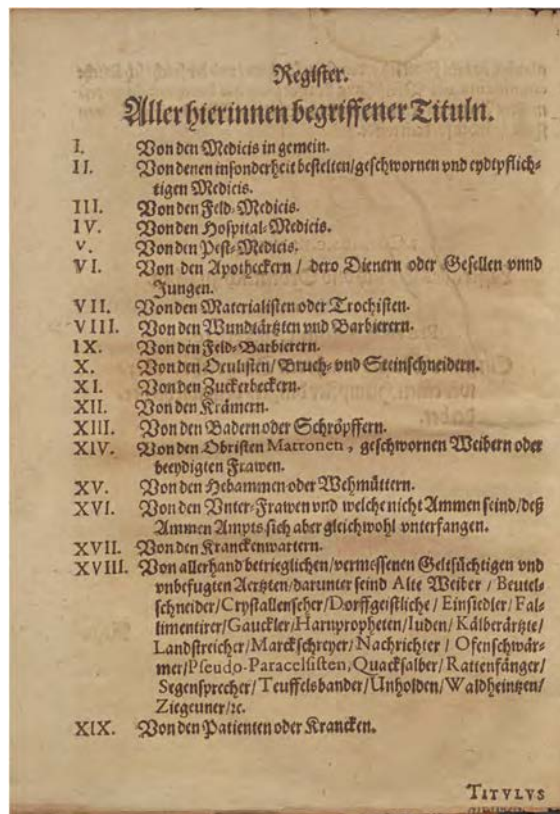 Register.
Aller hierinnen begriffener Tituln.
I. Von den Medicis in gemein.
II. Von denen insonderheit bestelten/geschwornen vnd eydtpflich-
tigen Medicis.
III. Von den Feld-Medicis.
IV. Von den Hospital-Medicis.
V. Von den Pest-Medicis.
VI. Von den Apotheckern / dero Dienern oder Gesellen vnnd
Jungen.
VII. Von den Materialisten oder Trochisten.
VIII. Von den Wundtärtzten vnd Barbierern.
IX. Von den Feld-Barbierern.
X. Von den Oculisten/ Bruch- vnd Steinschneidern.
XI. Von den Zuckerbeckern.
XII. Von den Krämern.
XIII. Von den Badern oder Schröpffern.
XIV. Von den Obristen Matronen, geschwornen Weibern oder
beeydigten Frawen.
XV. Von den Hebammen oder Wehmüttern.
XVI. Von den Vnter-Frawen vnd welche nicht Ammen seind/deß
Ammen Ampts sich aber gleichwohl vnterfangen.
XVII. Von den Kranckenwartern.
XVIII. Von allerhand betrieglichen/vermessenen Geltsüchtigen vnd
vnbefugten Aertzten/darunter seind Alte Weiber / Beutel-
schneider/Crystallenseher/Dorffgeistliche / Einsiedler/ Fal-
limentirer/Gauckler/Harnpropheten/Iuden/ Kälberärtzte/
Landstreicher/ Marckschreyer/Nachrichter / Ofenschwär-
mer/Pseudo-Paracelsisten, Quacksalber/ Rattenfänger/
Segensprecher/Teuffelsbander/Unholden/Waldheintzen/
Ziegeuner/ꝛc.
XIX. Von den Patienten oder Krancken.
TITVLVS